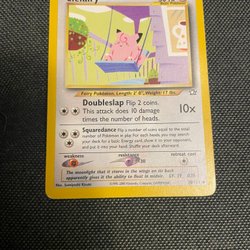 Clefairy
Fairy Pokémon. Length: 2' 0", Weight: 17 lbs.
Doubleslap Flip 2 coins.
This attack does 10 damage
times the number of heads.
10x
Squaredance Flip a number of coins equal to the total number
of Pokémon in play. For each heads, you may search
your deck for a basic Energy card, show it to your opponent,
and put it into your hand. Shuffle your deck afterward.
weakness
resistance
retreat cost
The moonlight that it stores in the wings on its back
apparently gives it the ability to float in midair. LV. 17 #35